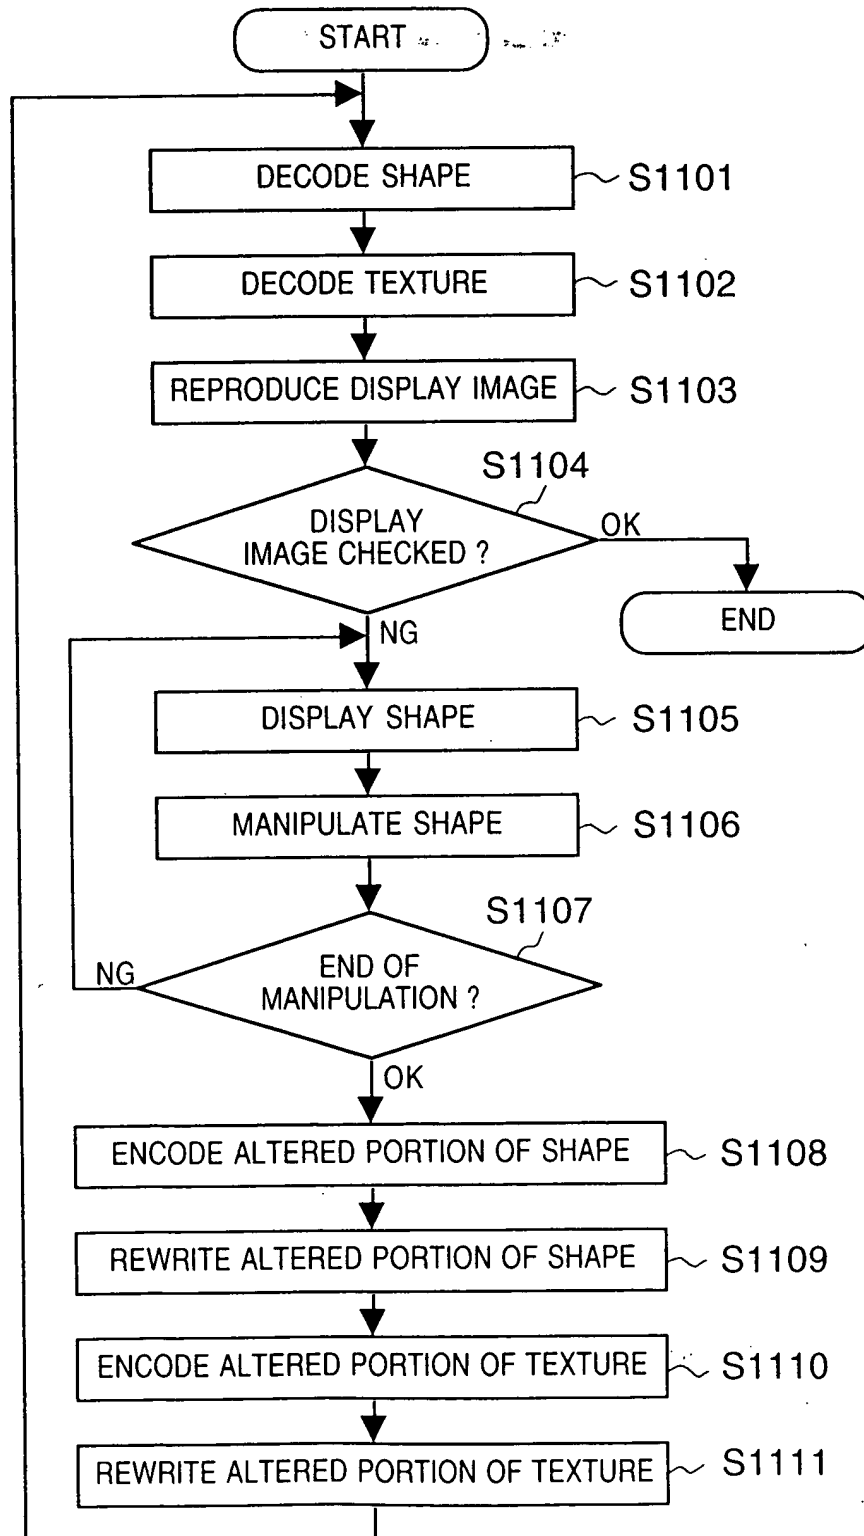 START
DECODE SHAPE S1101
DECODE TEXTURE S1102
REPRODUCE DISPLAY IMAGE S1103
S1104
DISPLAY
IMAGE CHECKED ?
OK
END
NG
DISPLAY SHAPE S1105
MANIPULATE SHAPE S1106
S1107
END OF
MANIPULATION ?
NG
OK
ENCODE ALTERED PORTION OF SHAPE S1108
REWRITE ALTERED PORTION OF SHAPE S1109
ENCODE ALTERED PORTION OF TEXTURE S1110
REWRITE ALTERED PORTION OF TEXTURE S1111